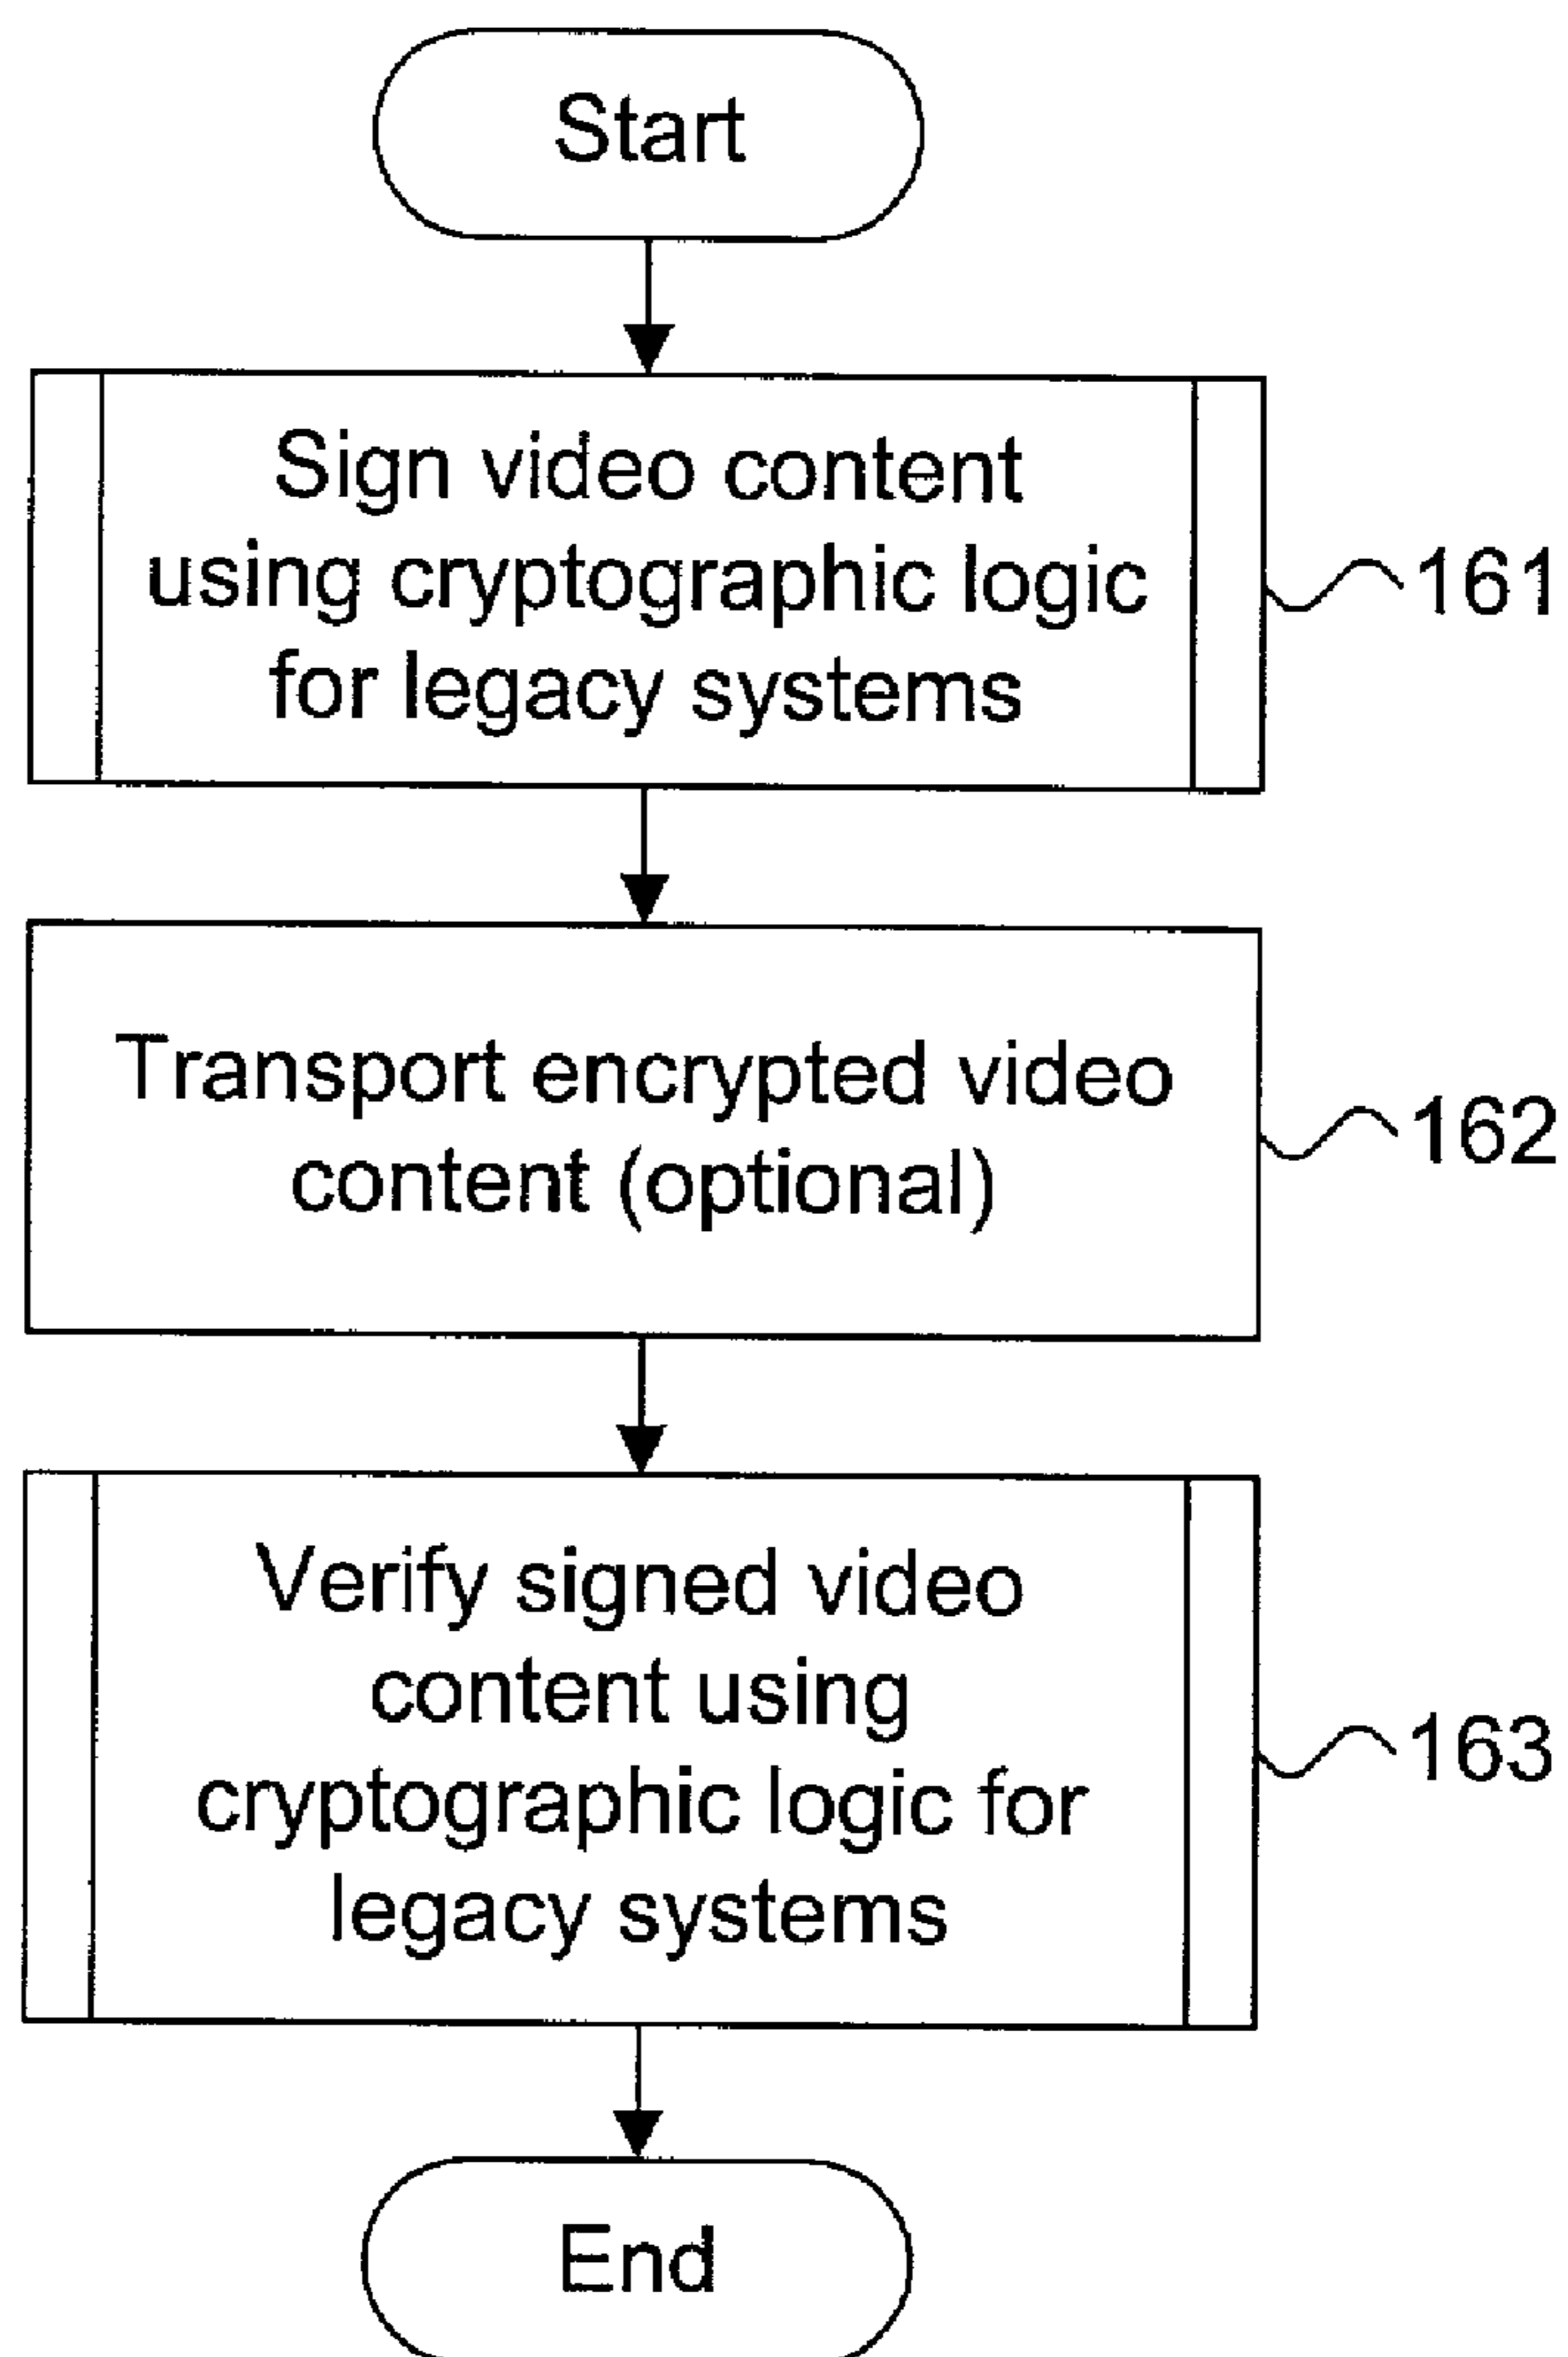 Start
Sign video content
using cryptographic logic
for legacy systems
161
Transport encrypted video
content (optional)
162
Verify signed video
content using
cryptographic logic for
legacy systems
163
End